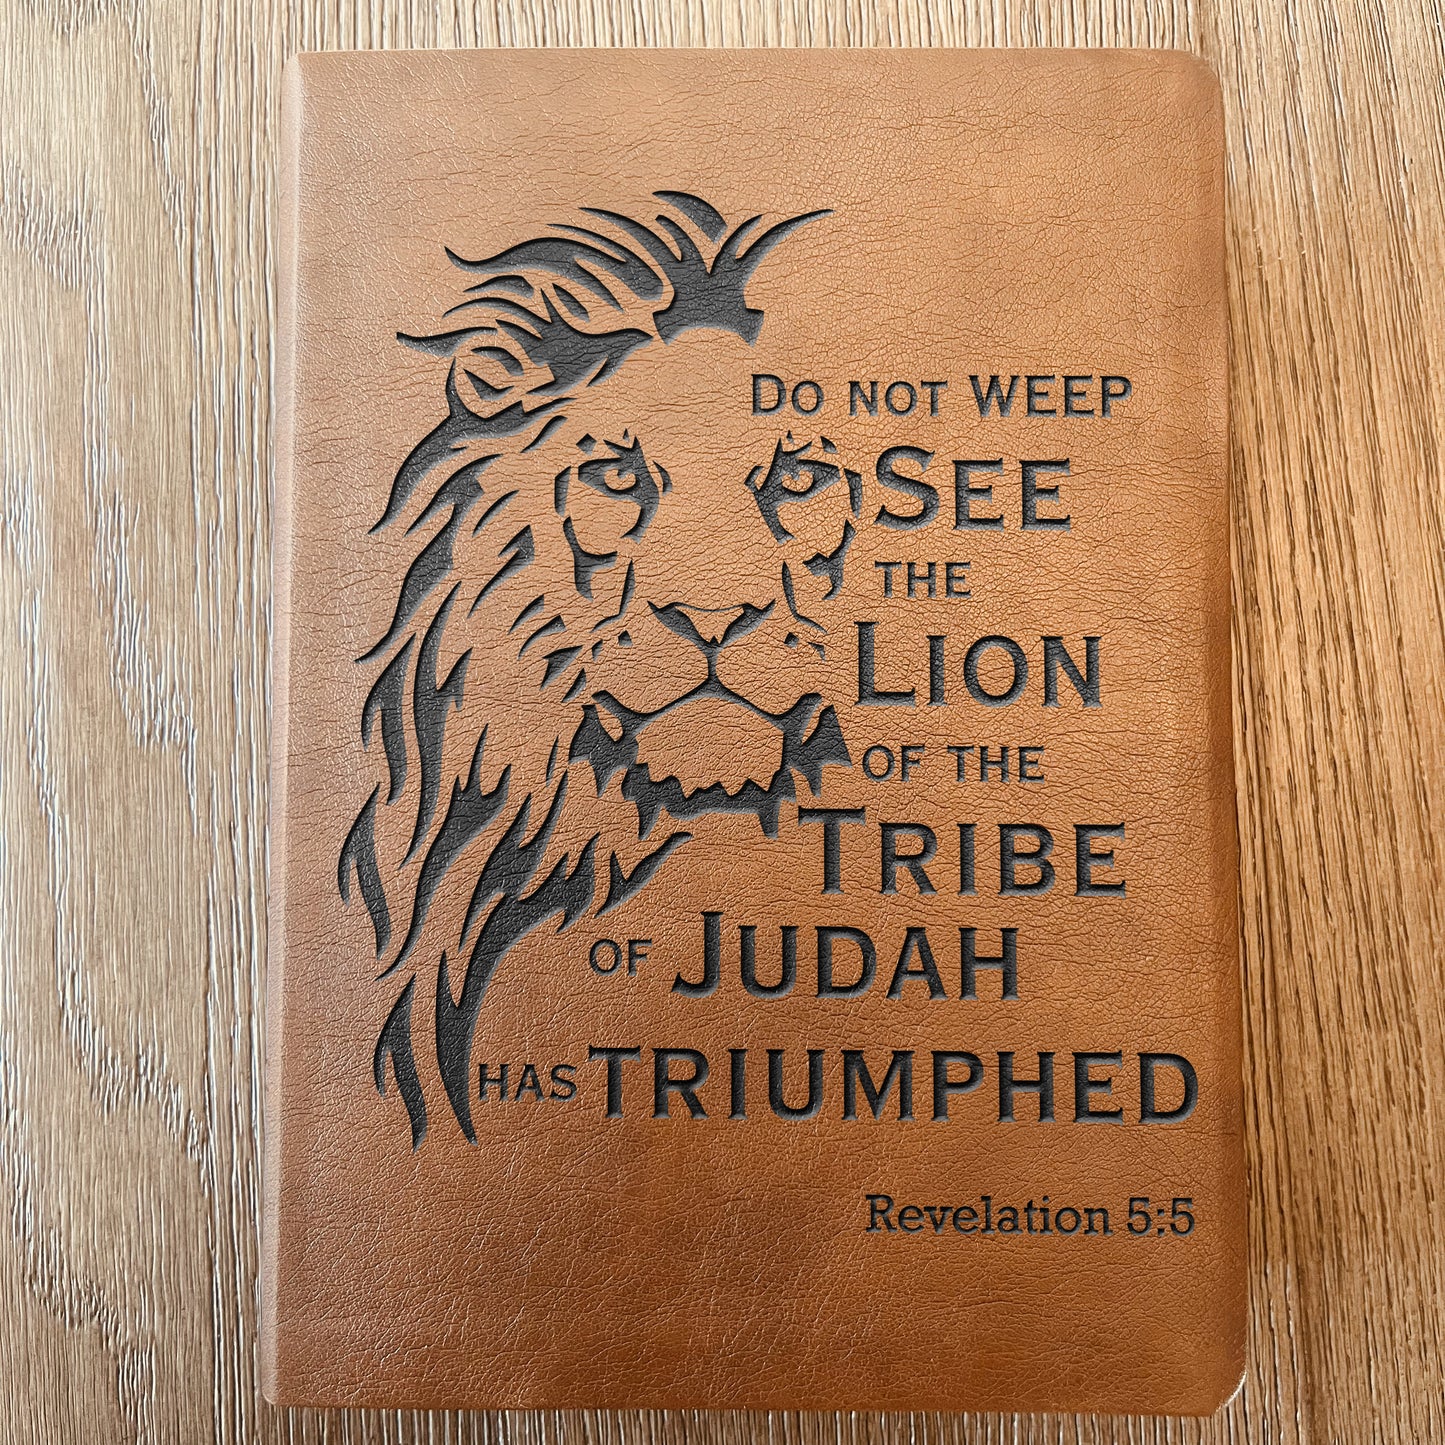 Do not weep
See
the
Lion
of the
Tribe
of Judah
has triumphed
Revelation 5:5